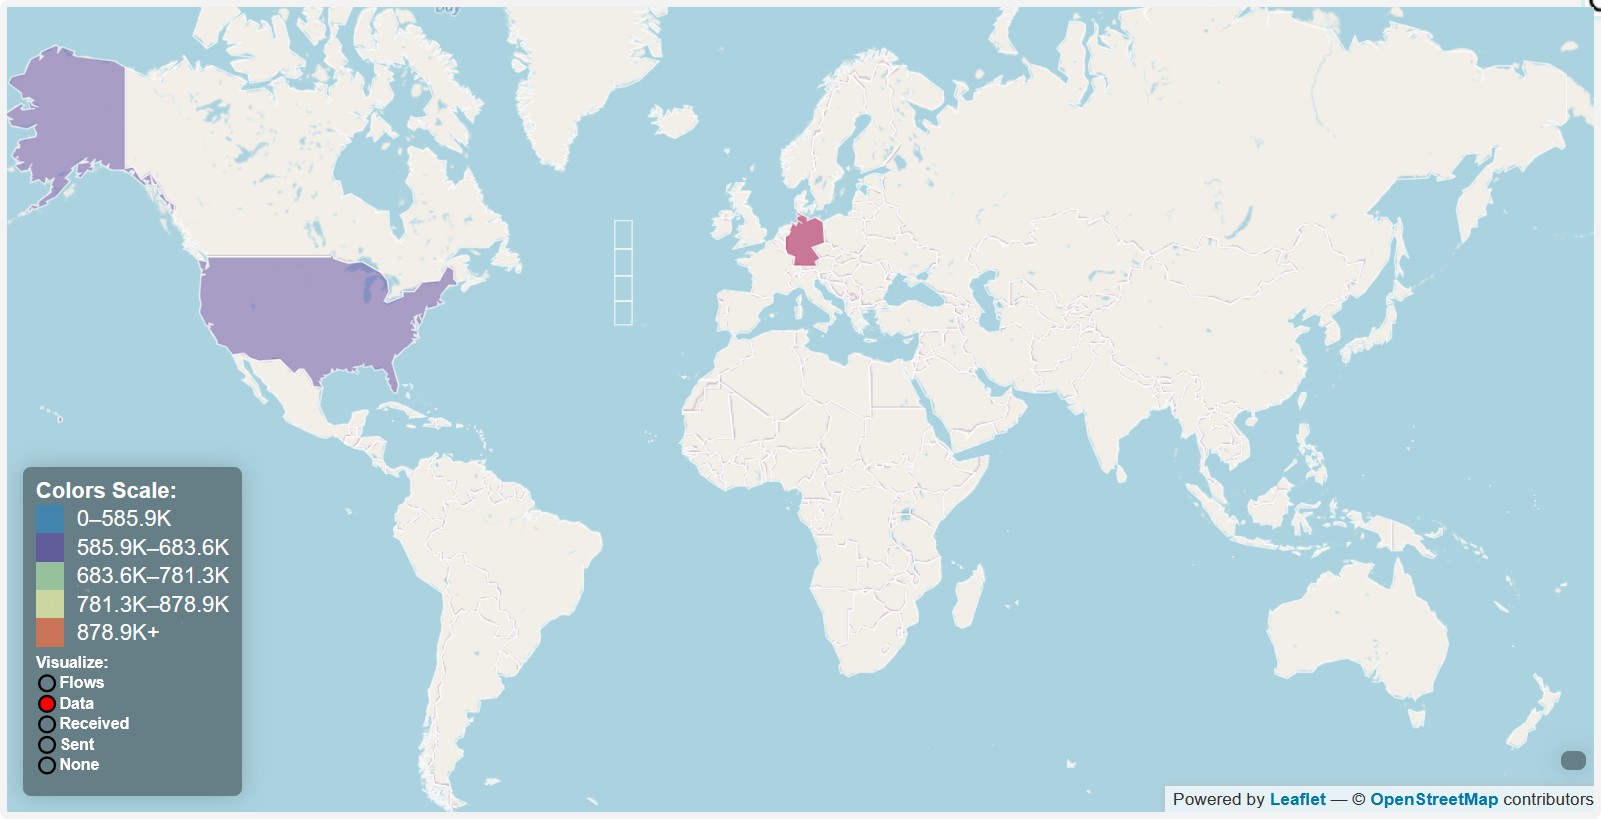 Bay
Colors Scale:
0–585.9K
585.9K–683.6K
683.6K–781.3K
781.3K–878.9K
878.9K+
Visualize:
Flows
Data
Received
Sent
None
Powered by Leaflet — © OpenStreetMap contributors